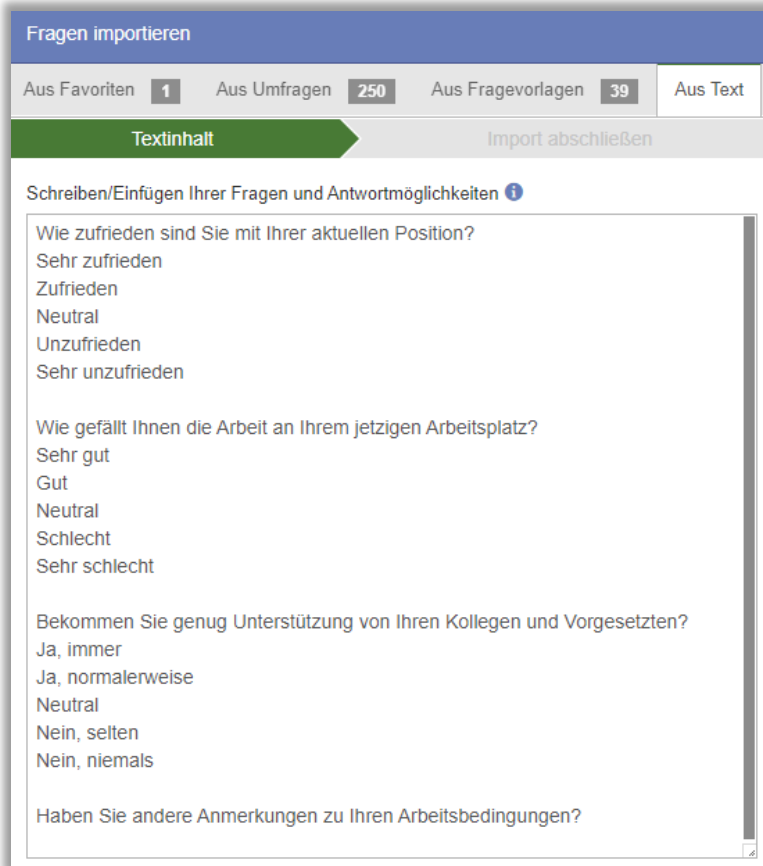 Fragen importieren
Aus Favoriten 1 Aus Umfragen 250 Aus Fragevorlagen 39 Aus Text
Textinhalt Import abschließen
Schreiben/Einfügen Ihrer Fragen und Antwortmöglichkeiten i
Wie zufrieden sind Sie mit Ihrer aktuellen Position?
Sehr zufrieden
Zufrieden
Neutral
Unzufrieden
Sehr unzufrieden
Wie gefällt Ihnen die Arbeit an Ihrem jetzigen Arbeitsplatz?
Sehr gut
Gut
Neutral
Schlecht
Sehr schlecht
Bekommen Sie genug Unterstützung von Ihren Kollegen und Vorgesetzten?
Ja, immer
Ja, normalerweise
Neutral
Nein, selten
Nein, niemals
Haben Sie andere Anmerkungen zu Ihren Arbeitsbedingungen?